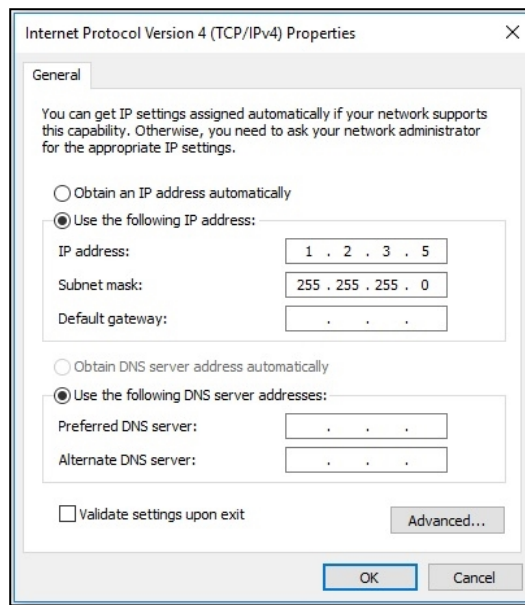 Internet Protocol Version 4 (TCP/IPv4) Properties
General
You can get IP settings assigned automatically if your network supports
this capability. Otherwise, you need to ask your network administrator
for the appropriate IP settings.
Obtain an IP address automatically
Use the following IP address:
IP address: 1 . 2 . 3 . 5
Subnet mask: 255 . 255 . 255 . 0
Default gateway: . . .
Obtain DNS server address automatically
Use the following DNS server addresses:
Preferred DNS server: . . .
Alternate DNS server: . . .
Validate settings upon exit
Advanced...
OK Cancel